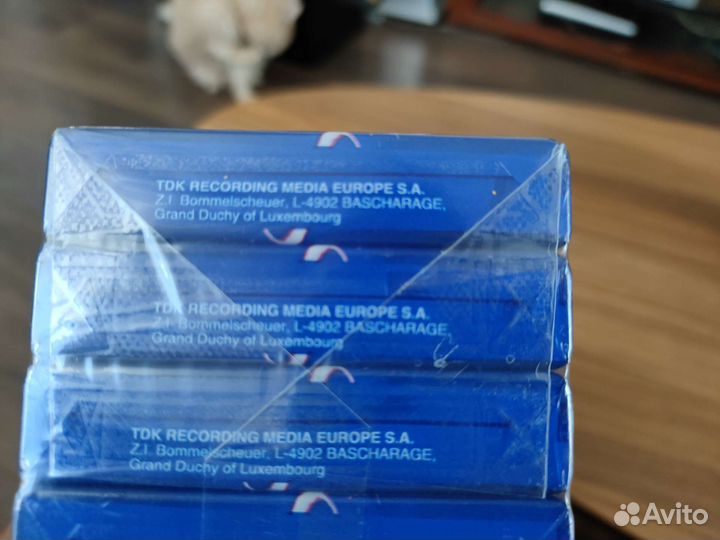 TDK RECORDING MEDIA EUROPE S.A.
Z.I. Bommelscheuer, L-4902 BASCHARAGE,
Grand Duchy of Luxembourg
TDK RECORDING MEDIA EUROPE S.A.
Z.I. Bommelscheuer, L-4902 BASCHARAGE,
Grand Duchy of Luxembourg
TDK RECORDING MEDIA EUROPE S.A.
Z.I. Bommelscheuer, L-4902 BASCHARAGE,
Grand Duchy of Luxembourg
Avito